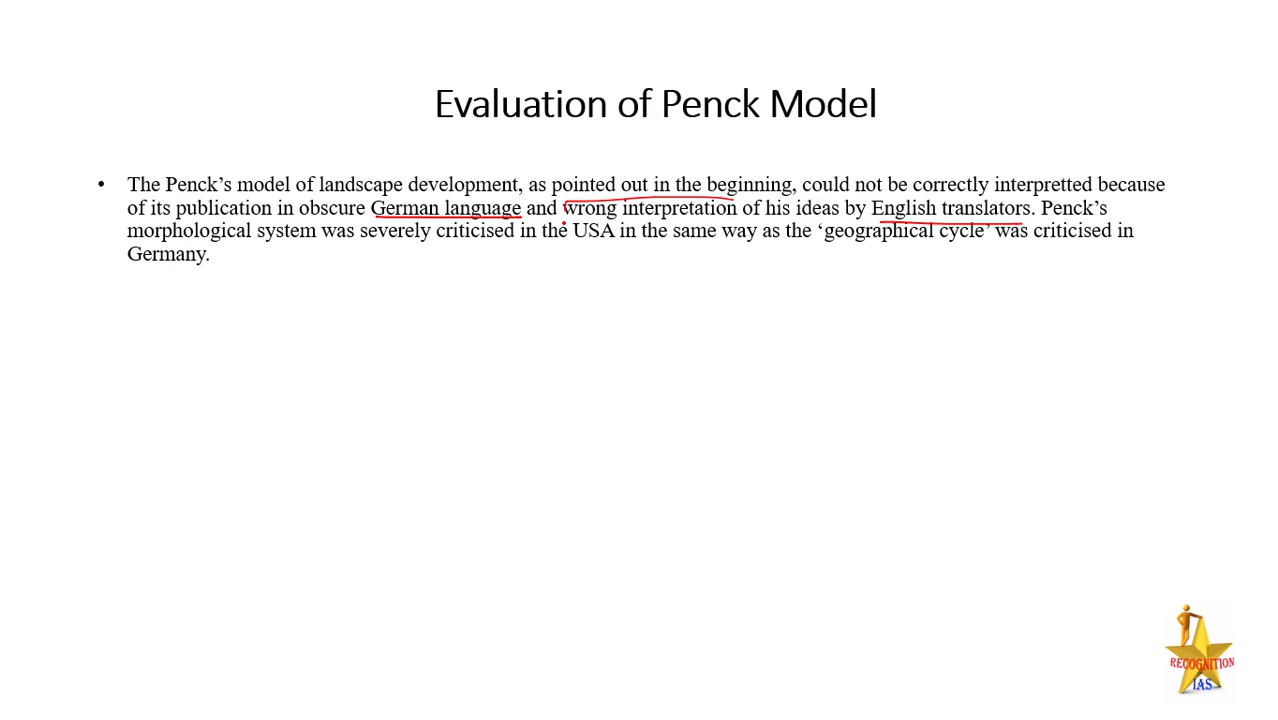 Evaluation of Penck Model
• The Penck’s model of landscape development, as pointed out in the beginning, could not be correctly interpretted because
of its publication in obscure German language and wrong interpretation of his ideas by English translators. Penck’s
morphological system was severely criticised in the USA in the same way as the ‘geographical cycle’ was criticised in
Germany.
RECOGNITION
IAS